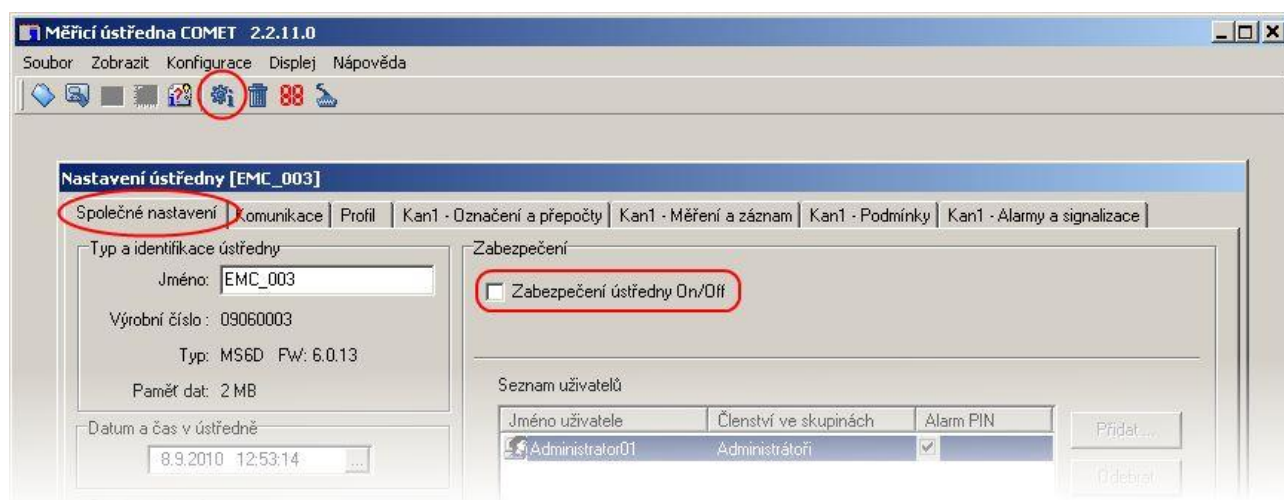 Měřicí ústředna COMET 2.2.11.0
Soubor Zobrazit Konfigurace Displej Nápověda
88
Nastavení ústředny [EMC_003]
Společné nastavení Komunikace Profil Kan1 - Označení a přepočty Kan1 - Měření a záznam Kan1 - Podmínky Kan1 - Alarmy a signalizace
Typ a identifikace ústředny
Jméno: EMC_003
Výrobní číslo : 09060003
Typ: MS6D FW: 6.0.13
Paměť dat: 2 MB
Datum a čas v ústředně
8.9.2010 12:53:14 ...
Zabezpečení
Zabezpečení ústředny On/Off
Seznam uživatelů
Jméno uživatele Členství ve skupinách Alarm PIN
Administrator01 Administrátoři
Přidat ...
Odebrat